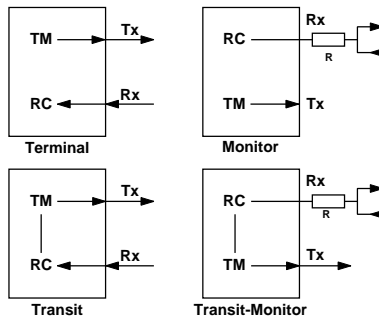 TM Tx
RC Rx
Terminal
RC Rx
R
TM Tx
Monitor
TM Tx
RC Rx
Transit
RC Rx
R
TM Tx
Transit-Monitor